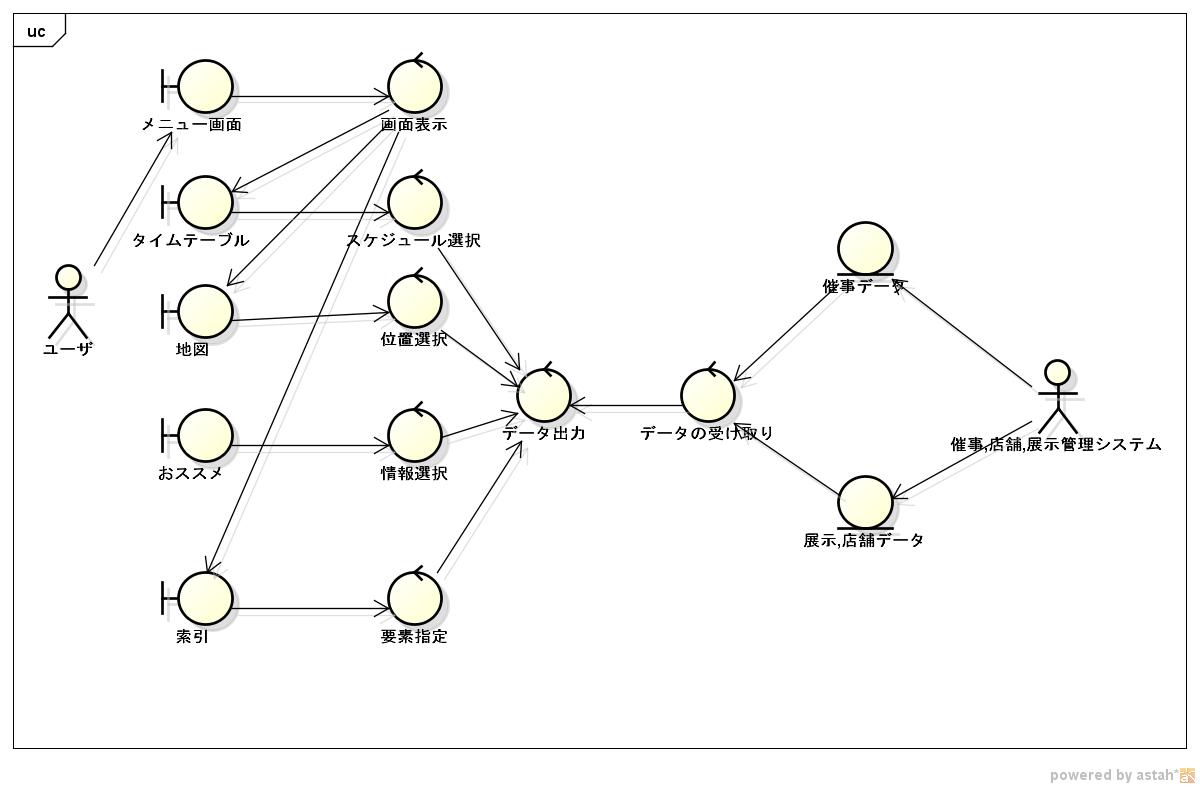 uc
メニュー画面
画面表示
タイムテーブル
スケジュール選択
催事データ
ユーザ
地図
位置選択
データ出力
データの受け取り
催事,店舗,展示管理システム
おススメ
情報選択
展示,店舗データ
索引
要素指定
powered by astah*